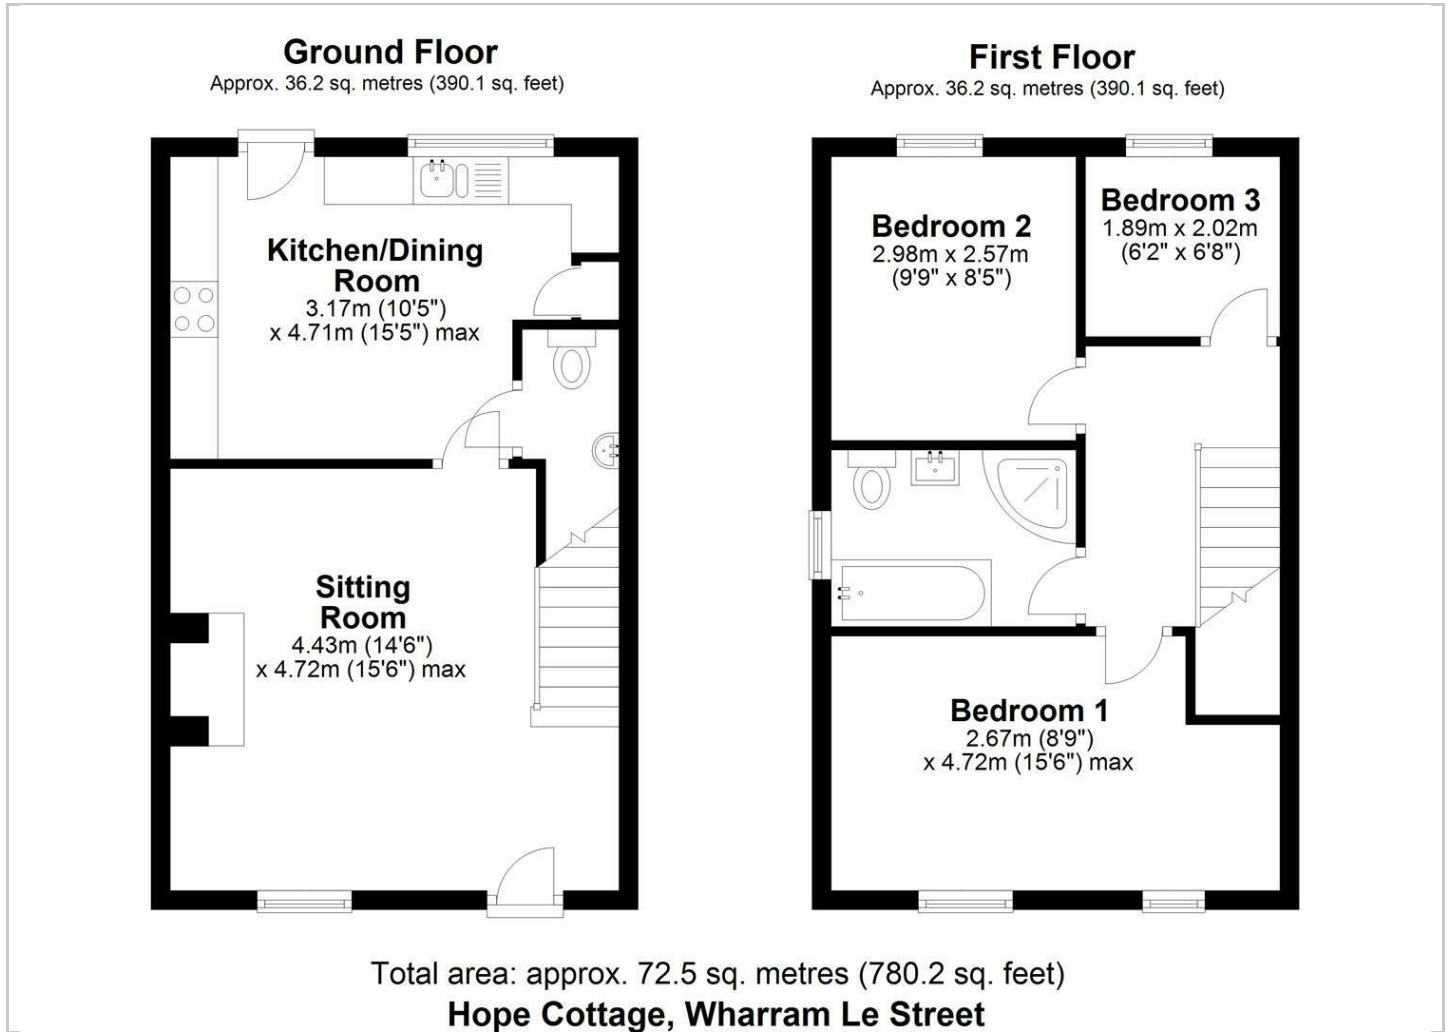 Ground Floor
Approx. 36.2 sq. metres (390.1 sq. feet)
Kitchen/Dining
Room
3.17m (10'5")
x 4.71m (15'5") max
Sitting
Room
4.43m (14'6")
x 4.72m (15'6") max
First Floor
Approx. 36.2 sq. metres (390.1 sq. feet)
Bedroom 2
2.98m x 2.57m
(9'9" x 8'5")
Bedroom 3
1.89m x 2.02m
(6'2" x 6'8")
Bedroom 1
2.67m (8'9")
x 4.72m (15'6") max
Total area: approx. 72.5 sq. metres (780.2 sq. feet)
Hope Cottage, Wharram Le Street